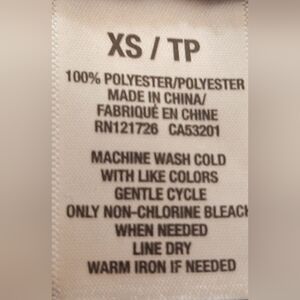 XS / TP
100% POLYESTER/POLYESTER
MADE IN CHINA/
FABRIQUÉ EN CHINE
RN121726 CA53201
MACHINE WASH COLD
WITH LIKE COLORS
GENTLE CYCLE
ONLY NON-CHLORINE BLEACH
WHEN NEEDED
LINE DRY
WARM IRON IF NEEDED